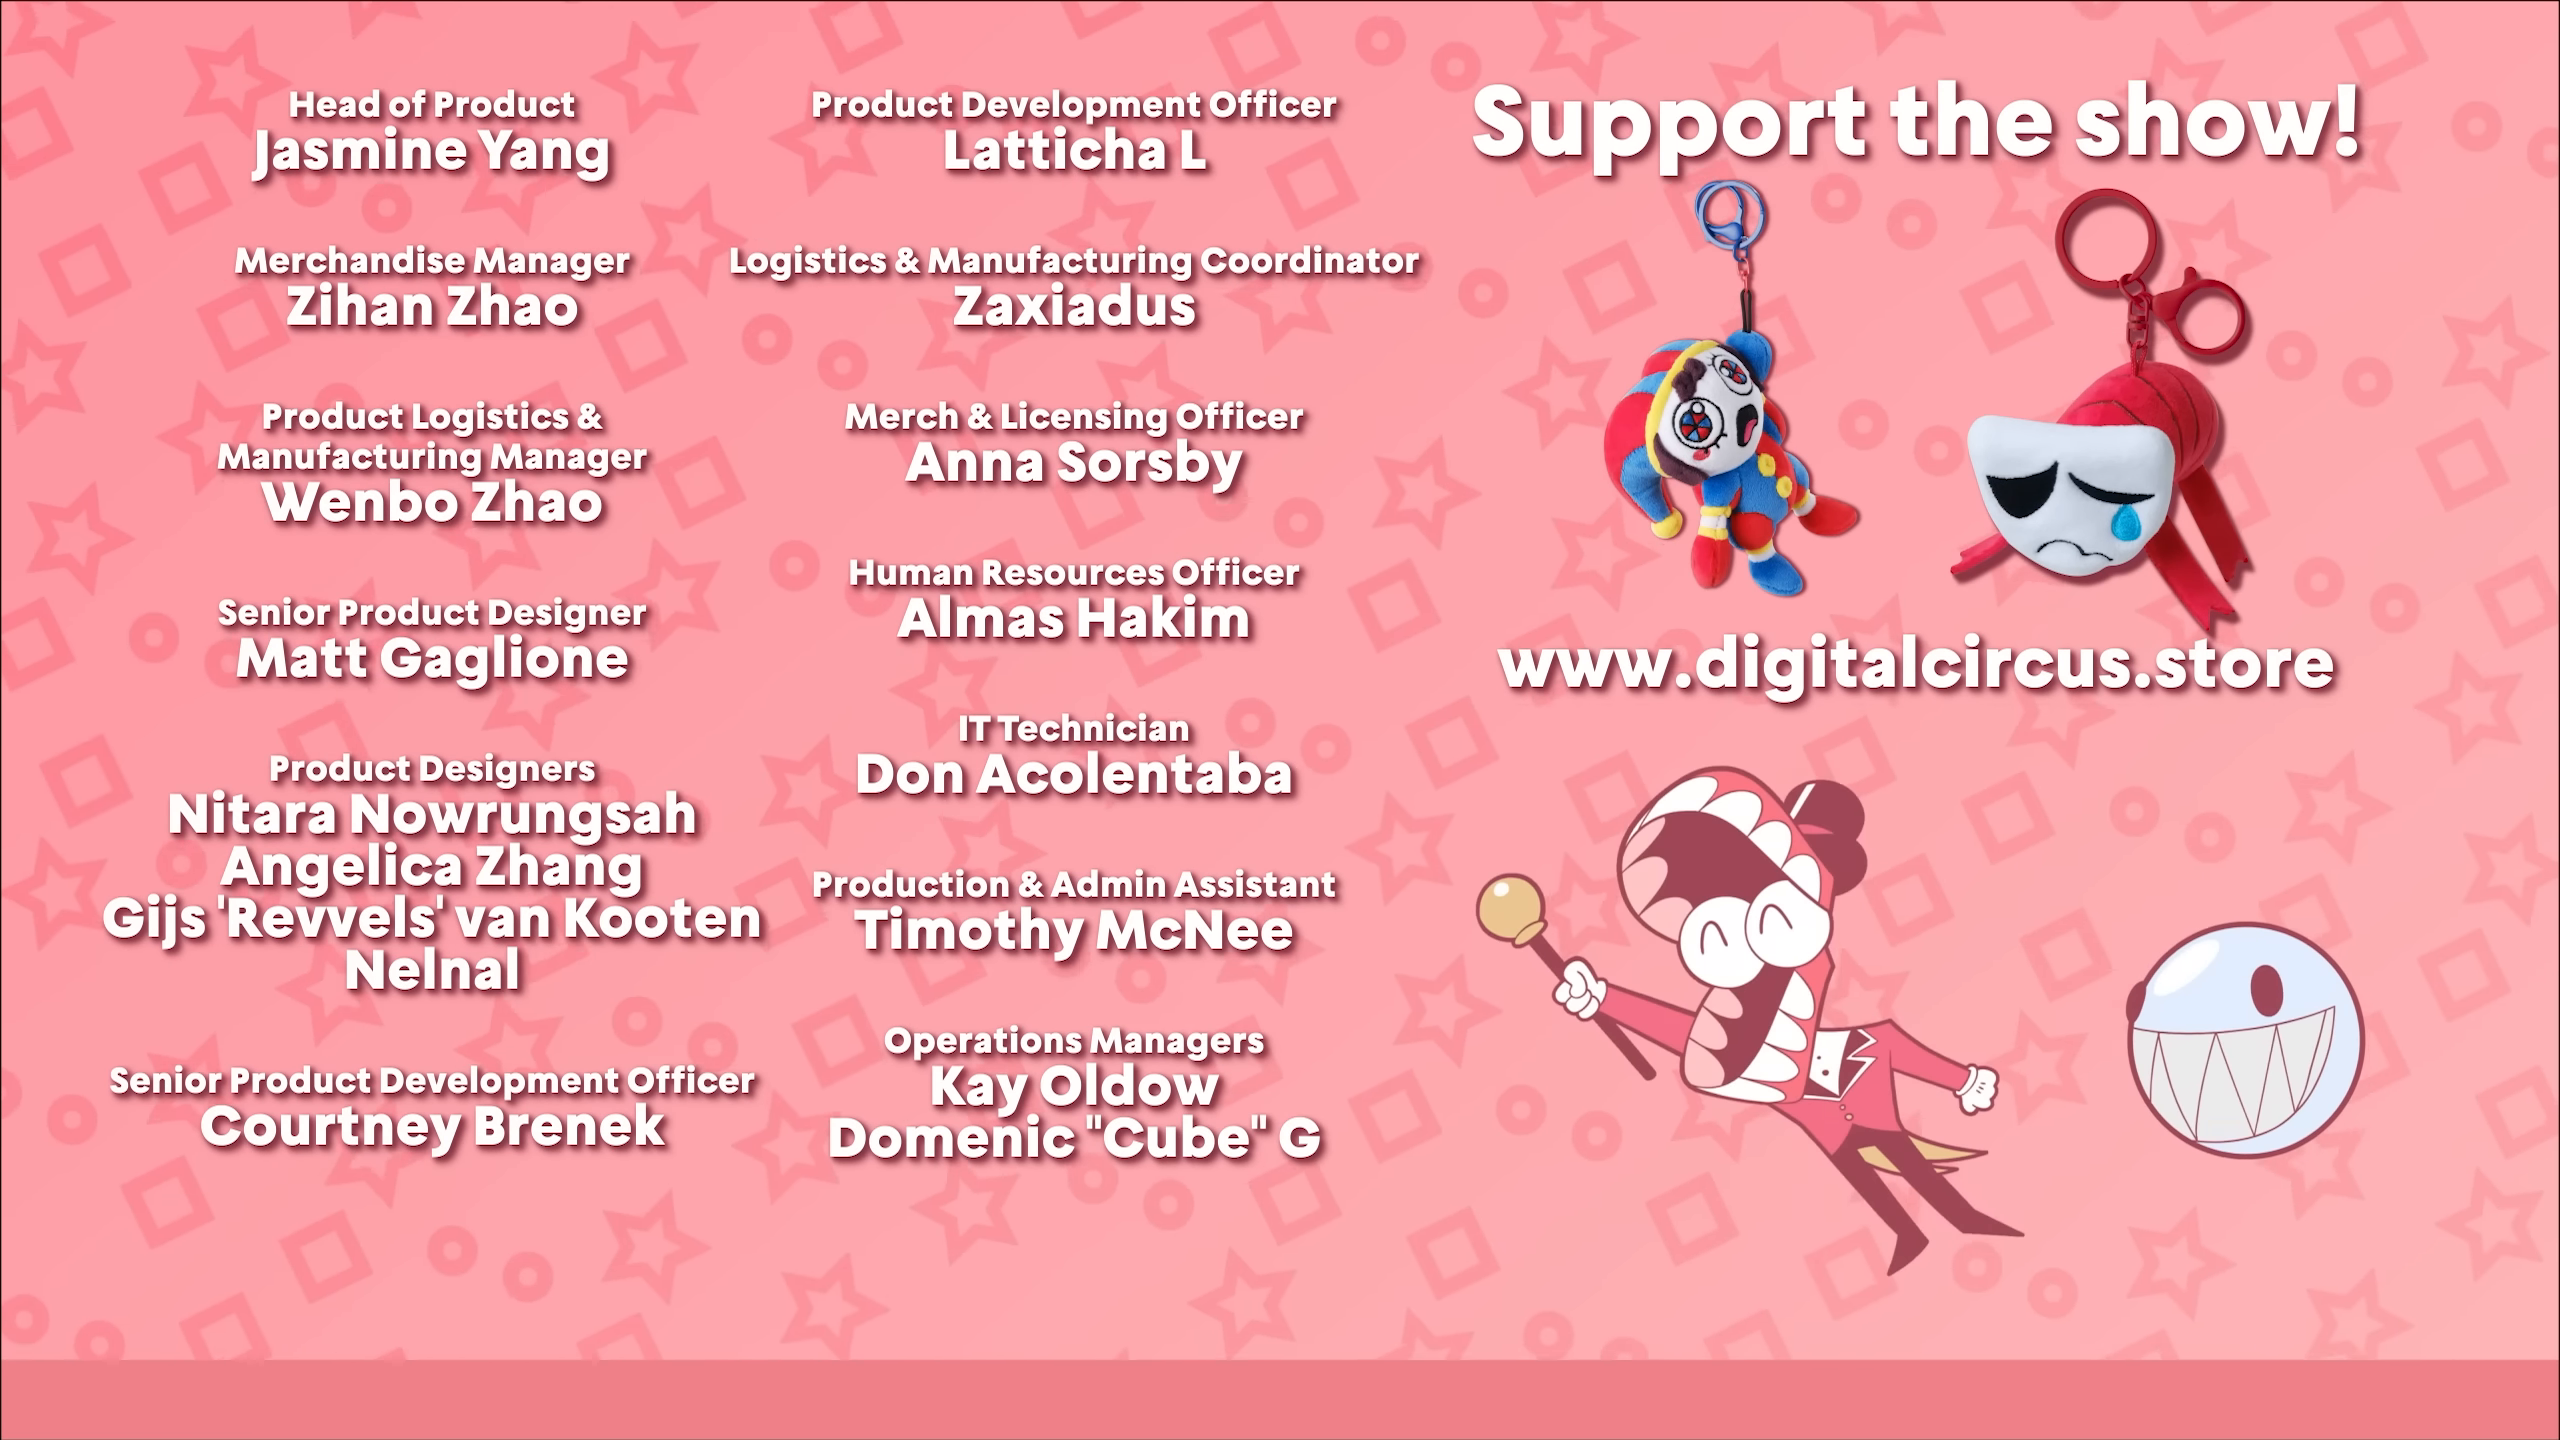 Head of Product
Jasmine Yang
Merchandise Manager
Zihan Zhao
Product Logistics &
Manufacturing Manager
Wenbo Zhao
Senior Product Designer
Matt Gaglione
Product Designers
Nitara Nowrungsah
Angelica Zhang
Gijs 'Revvels' van Kooten
Nelnal
Senior Product Development Officer
Courtney Brenek
Product Development Officer
Latticha L
Logistics & Manufacturing Coordinator
Zaxiadus
Merch & Licensing Officer
Anna Sorsby
Human Resources Officer
Almas Hakim
IT Technician
Don Acolentaba
Production & Admin Assistant
Timothy McNee
Operations Managers
Kay Oldow
Domenic "Cube" G
Support the show!
www.digitalcircus.store